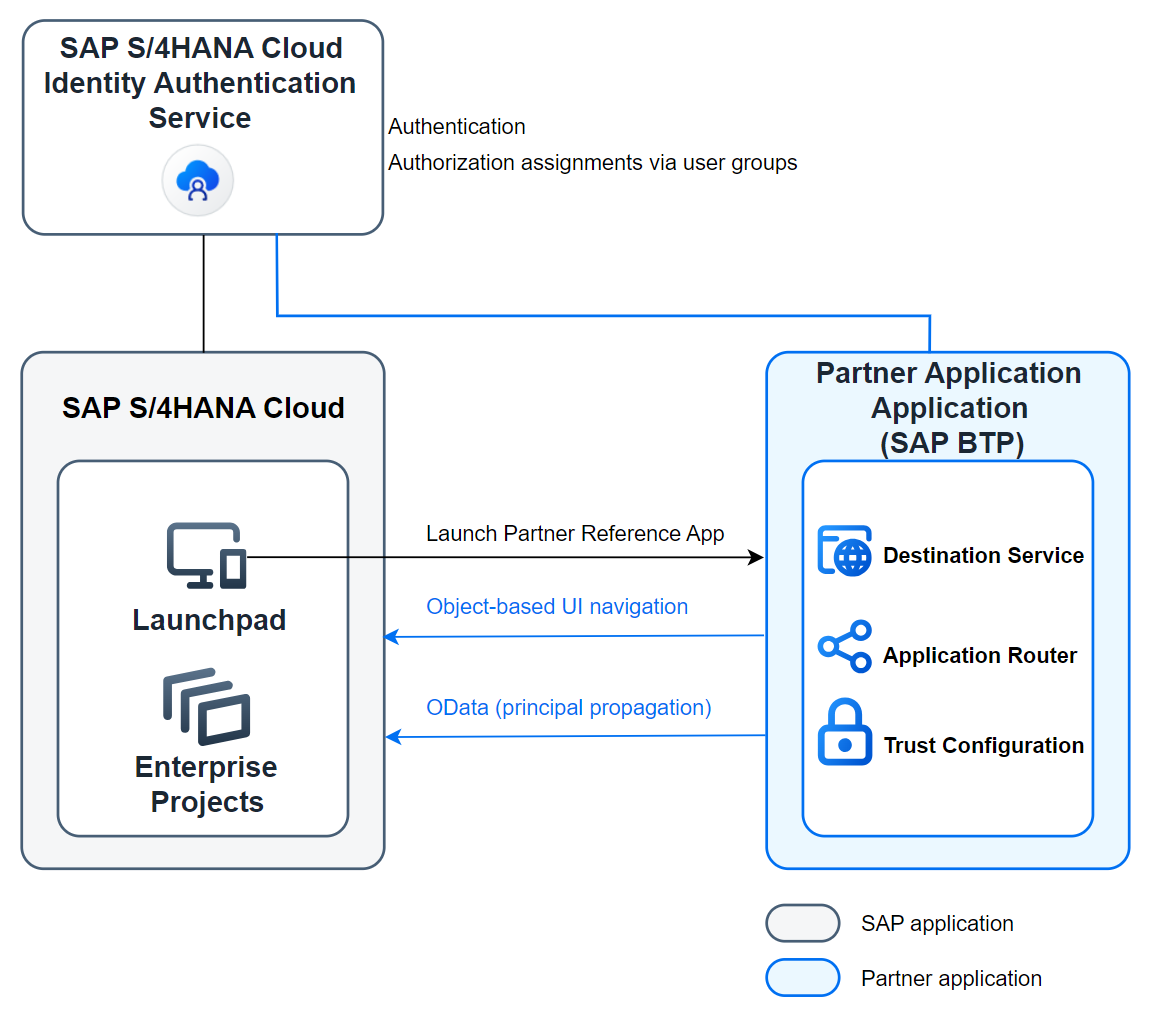 SAP S/4HANA Cloud
Identity Authentication
Service
Authentication
Authorization assignments via user groups
SAP S/4HANA Cloud
Launchpad
Enterprise
Projects
Launch Partner Reference App
Object-based UI navigation
OData (principal propagation)
Partner Application
Application
(SAP BTP)
Destination Service
Application Router
Trust Configuration
SAP application
Partner application